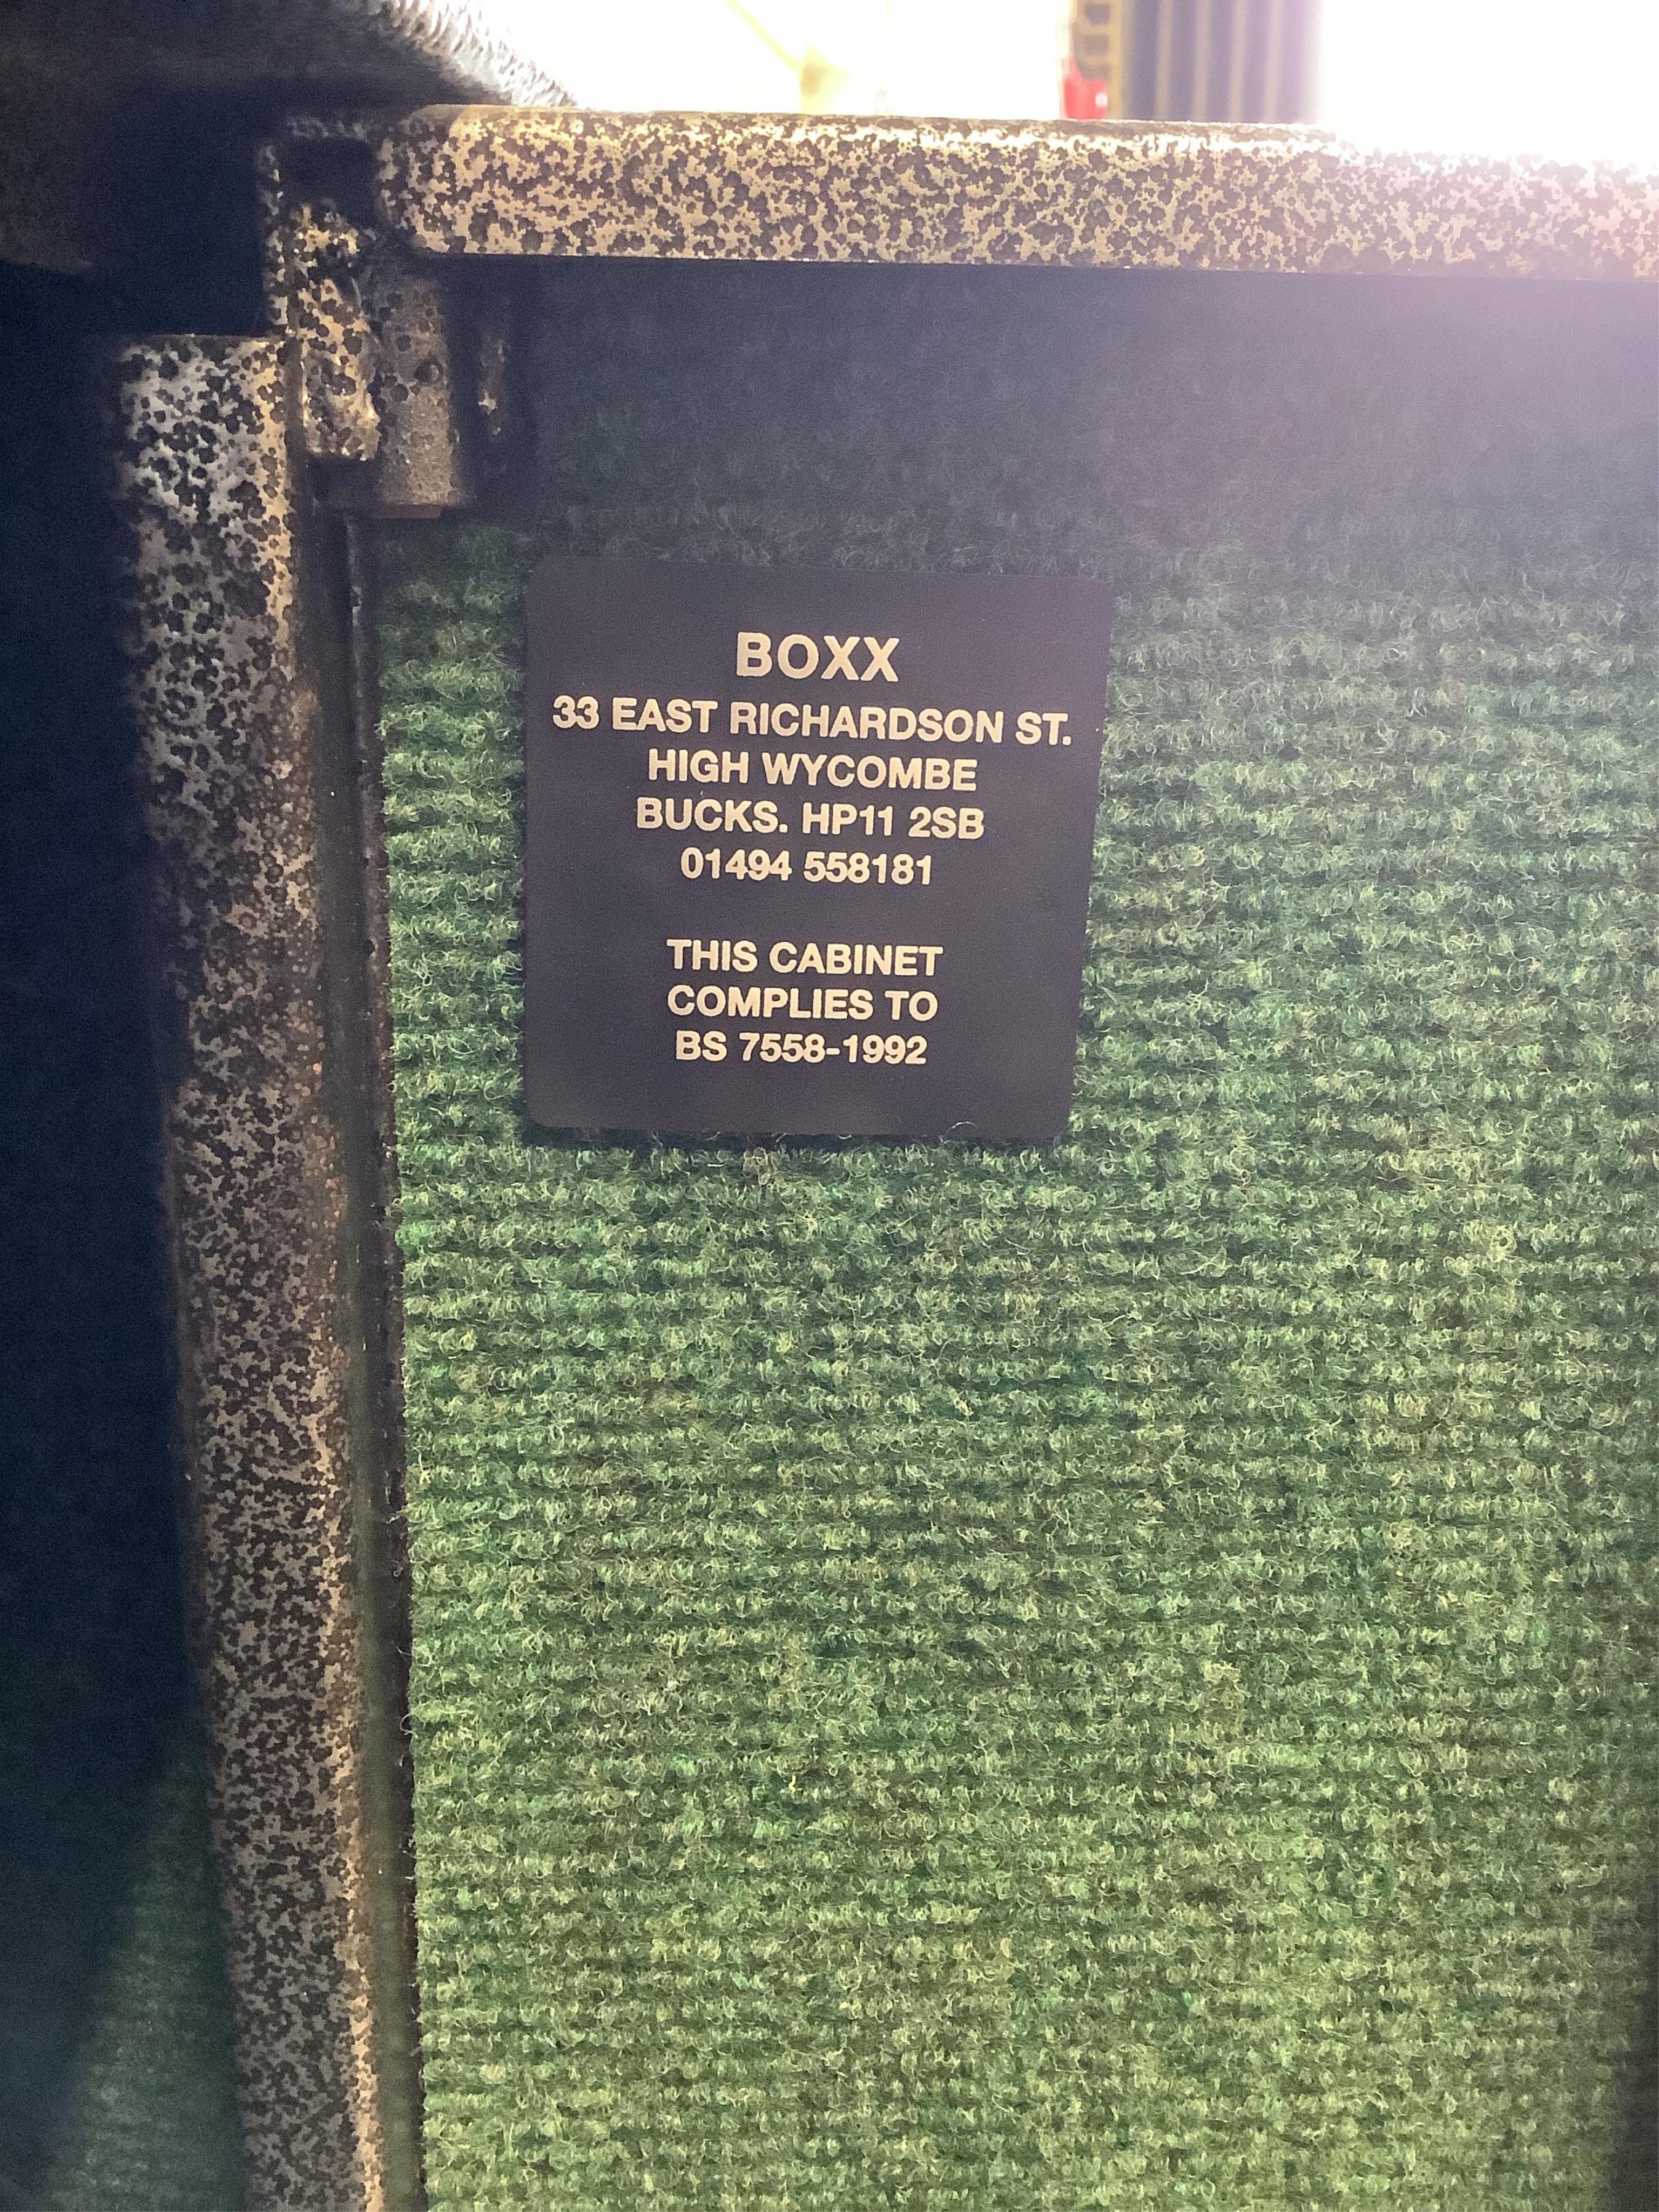 BOXX
33 EAST RICHARDSON ST.
HIGH WYCOMBE
BUCKS. HP11 2SB
01494 558181
THIS CABINET
COMPLIES TO
BS 7558-1992